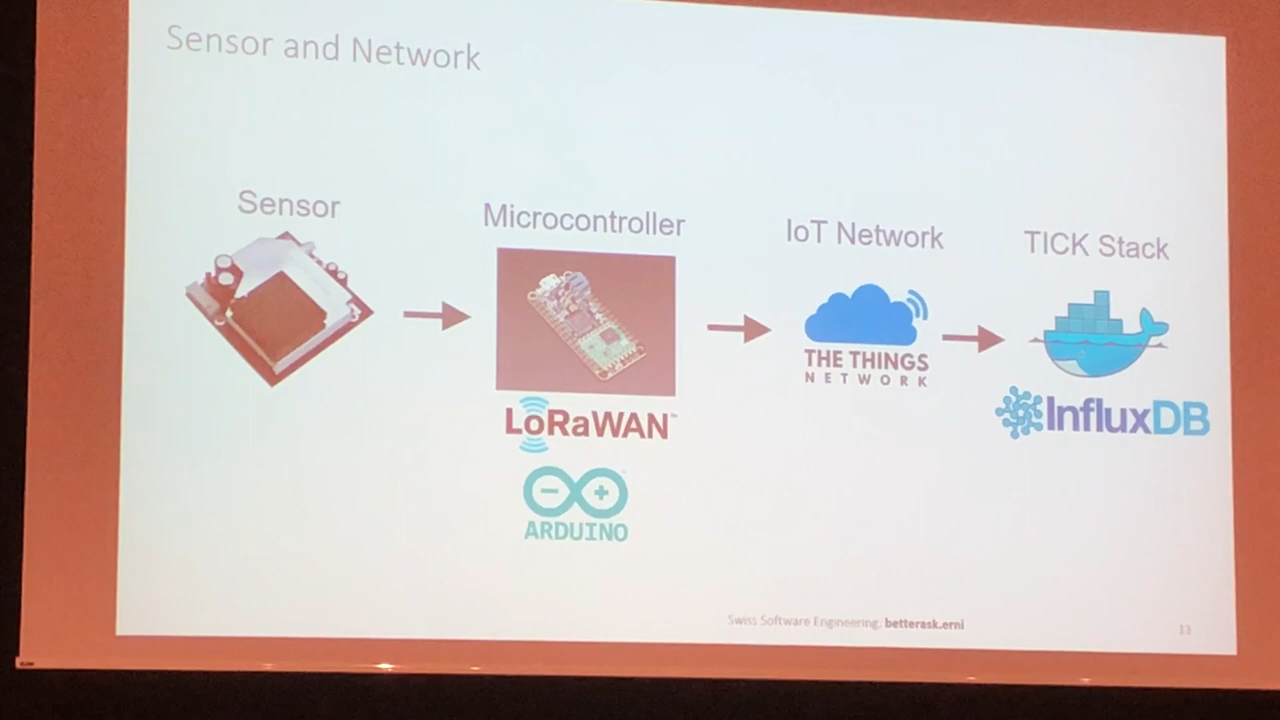 Sensor and Network
Sensor
Microcontroller
IoT Network
TICK Stack
THE THINGS
NETWORK
LoRaWAN™
InfluxDB
ARDUINO
Swiss Software Engineering. betterask.erni
13